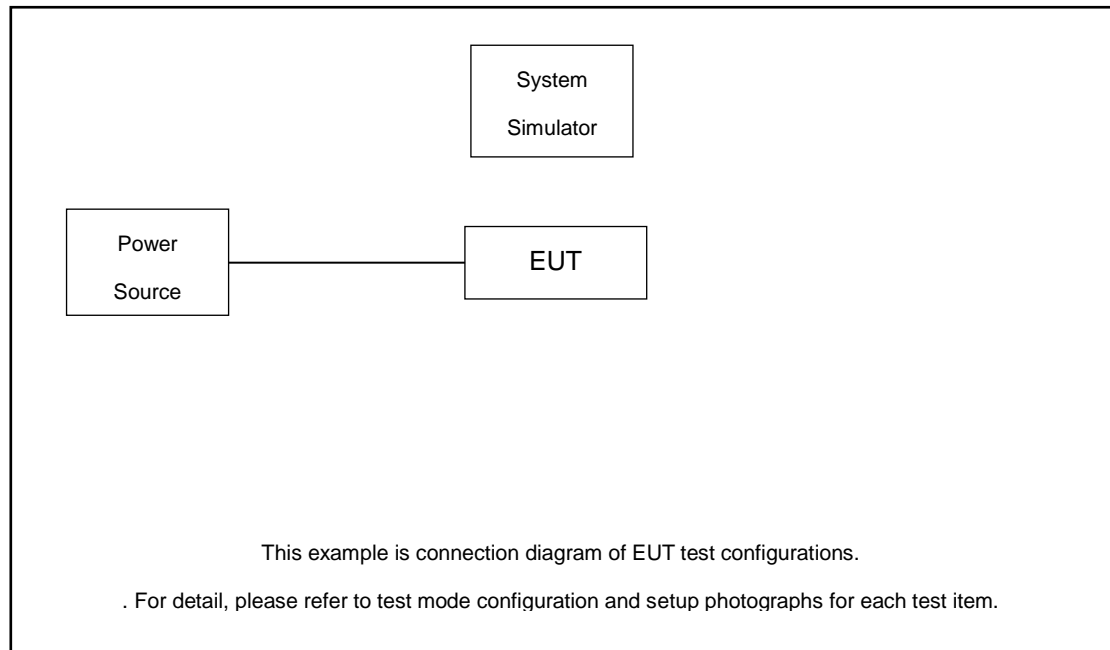 System
Simulator
Power
Source
EUT
This example is connection diagram of EUT test configurations.
. For detail, please refer to test mode configuration and setup photographs for each test item.